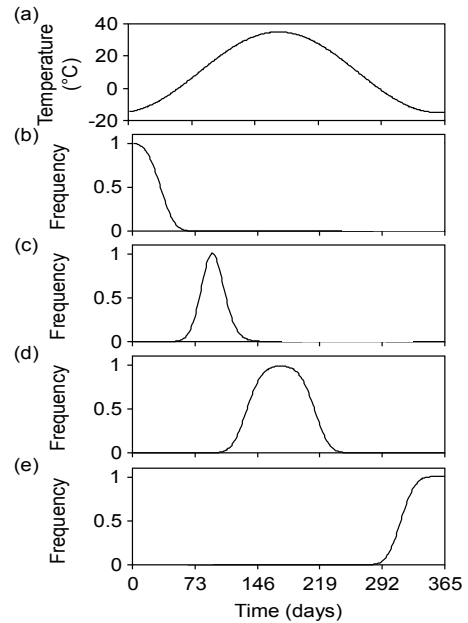 (a)
Temperature
(°C)
40
20
0
-20
(b)
Frequency
1
0.5
0
(c)
Frequency
1
0.5
0
(d)
Frequency
1
0.5
0
(e)
Frequency
1
0.5
0
0 73 146 219 292 365
Time (days)